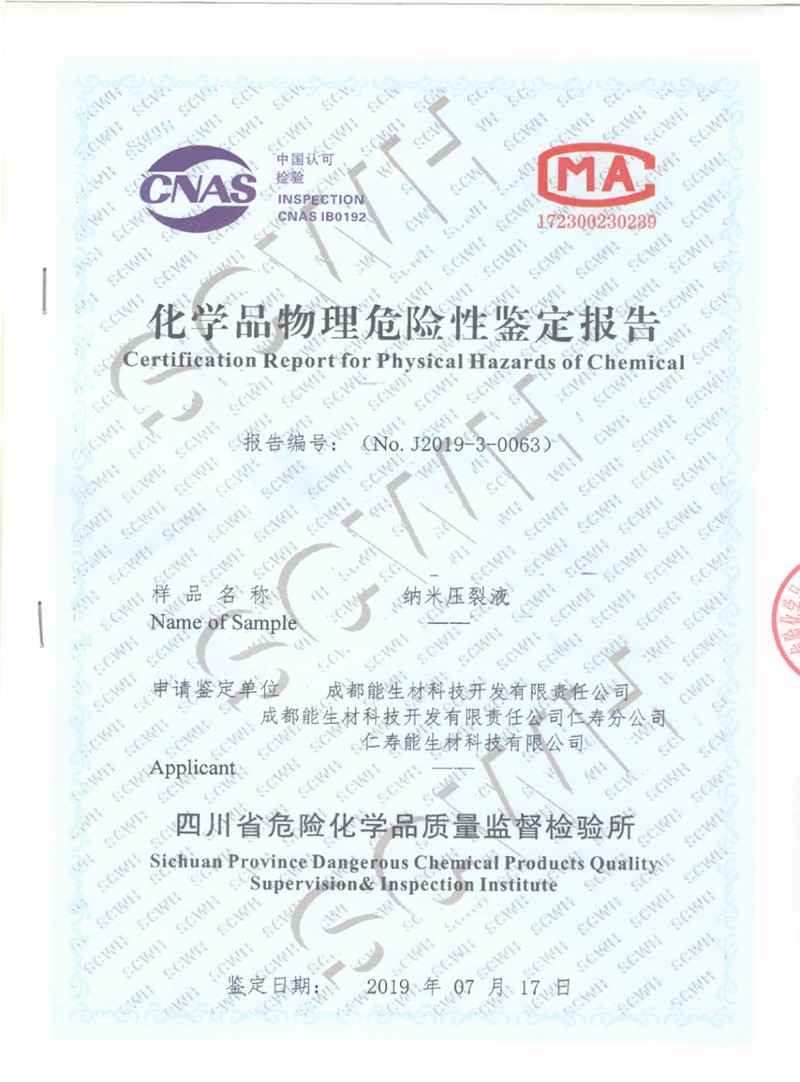 CNAS
中国认可
检验
INSPECTION
CNAS IB0192
MA
172300230239
化学品物理危险性鉴定报告
Certification Report for Physical Hazards of Chemical
报告编号：（No. J2019-3-0063）
样品名称 纳米压裂液
Name of Sample ——
申请鉴定单位 成都能生材科技开发有限责任公司
成都能生材科技开发有限责任公司仁寿分公司
仁寿能生材科技有限公司
Applicant ——
四川省危险化学品质量监督检验所
Sichuan Province Dangerous Chemical Products Quality
Supervision& Inspection Institute
鉴定日期： 2019 年 07 月 17 日
SCWH
SCWH
SCWH